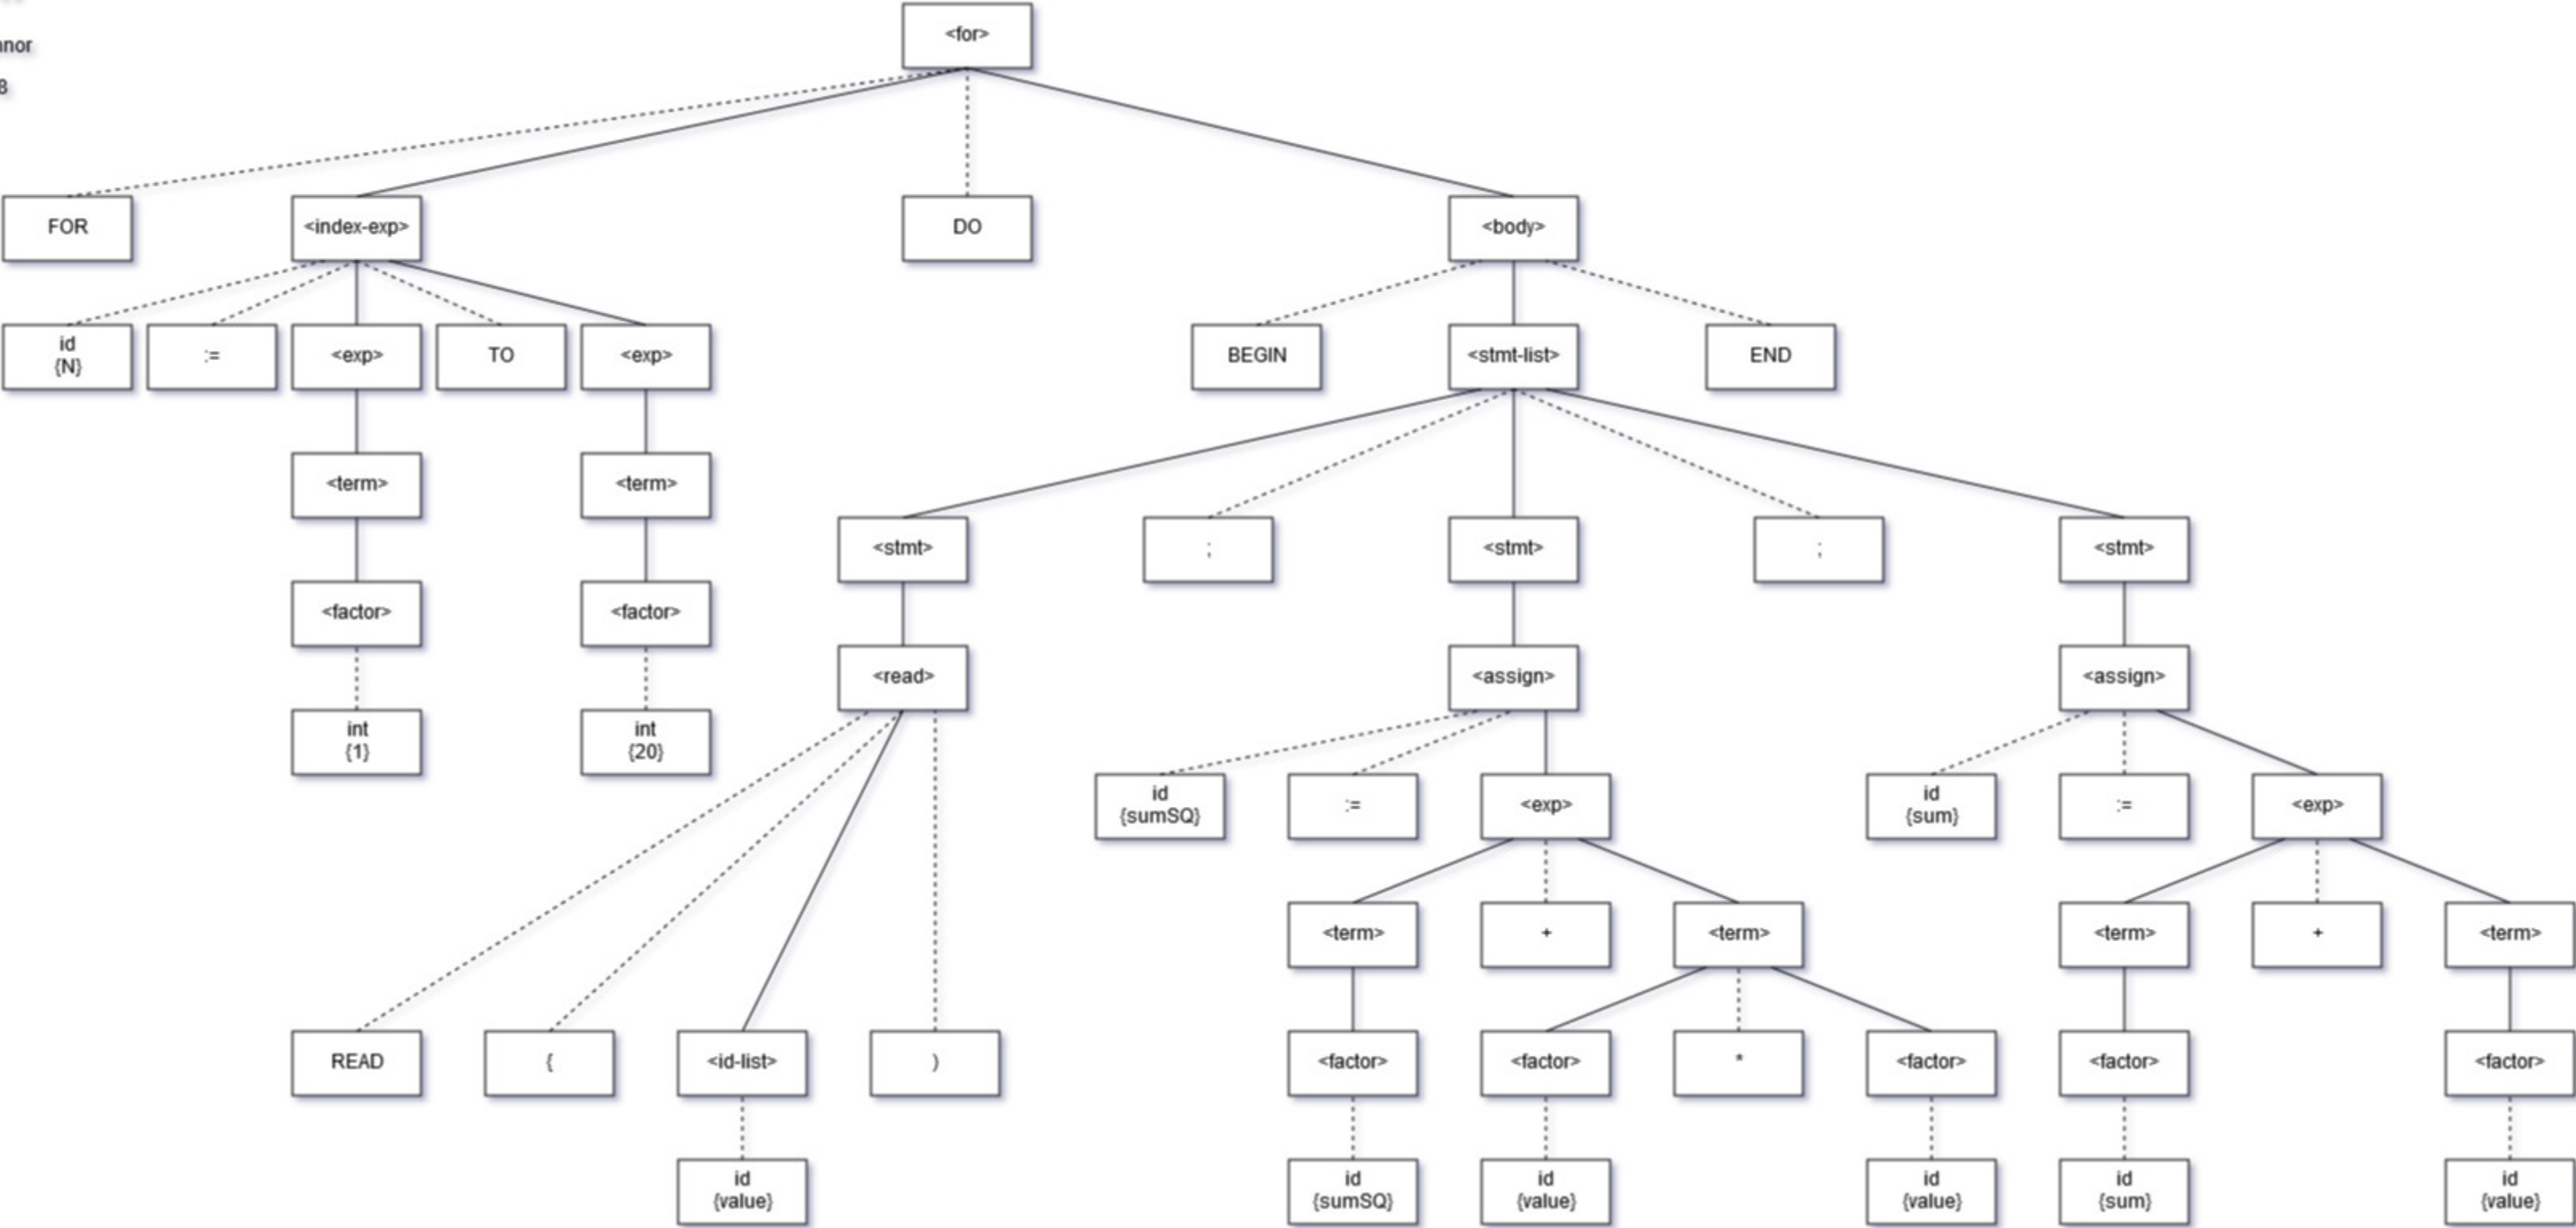 <for>
FOR
<index-exp>
DO
<body>
id
{N}
:=
<exp>
TO
<exp>
BEGIN
<stmt-list>
END
<term>
<term>
<stmt>
;
<stmt>
;
<stmt>
<factor>
<factor>
<read>
<assign>
<assign>
int
{1}
int
{20}
id
{sumSQ}
:=
<exp>
id
{sum}
:=
<exp>
<term>
+
<term>
<term>
+
<term>
READ
{
<id-list>
)
<factor>
<factor>
*
<factor>
<factor>
<factor>
id
{value}
id
{sumSQ}
id
{value}
id
{value}
id
{sum}
id
{value}